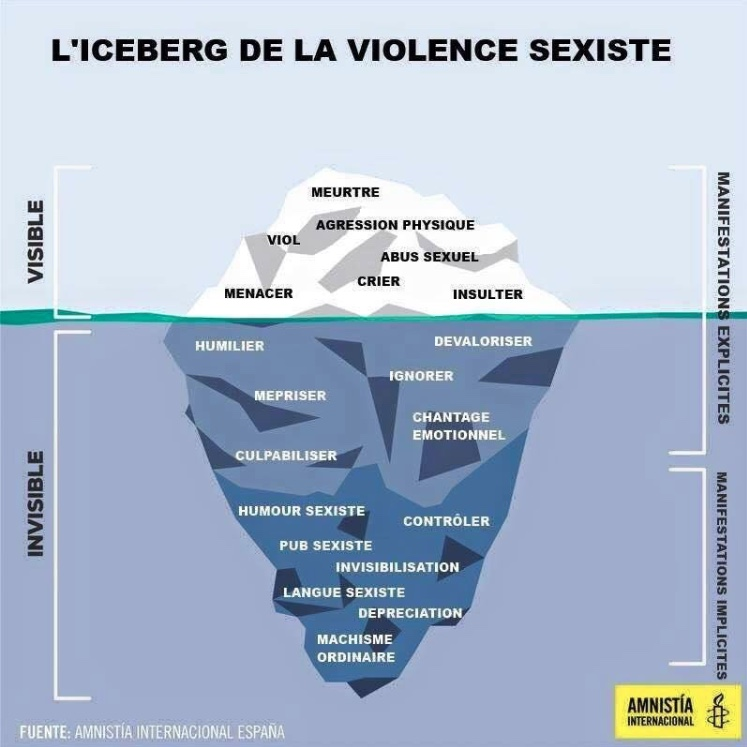 L'ICEBERG DE LA VIOLENCE SEXISTE
VISIBLE
MEURTRE
AGRESSION PHYSIQUE
VIOL
ABUS SEXUEL
CRIER
MENACER
INSULTER
MANIFESTATIONS EXPLICITES
INVISIBLE
HUMILIER
DEVALORISER
IGNORER
MEPRISER
CHANTAGE
EMOTIONNEL
CULPABILISER
HUMOUR SEXISTE
CONTRÔLER
PUB SEXISTE
INVISIBILISATION
LANGUE SEXISTE
DEPRECIATION
MACHISME
ORDINAIRE
MANIFESTATIONS IMPLICITES
FUENTE: AMNISTÍA INTERNACIONAL ESPAÑA
AMNISTÍA
INTERNACIONAL